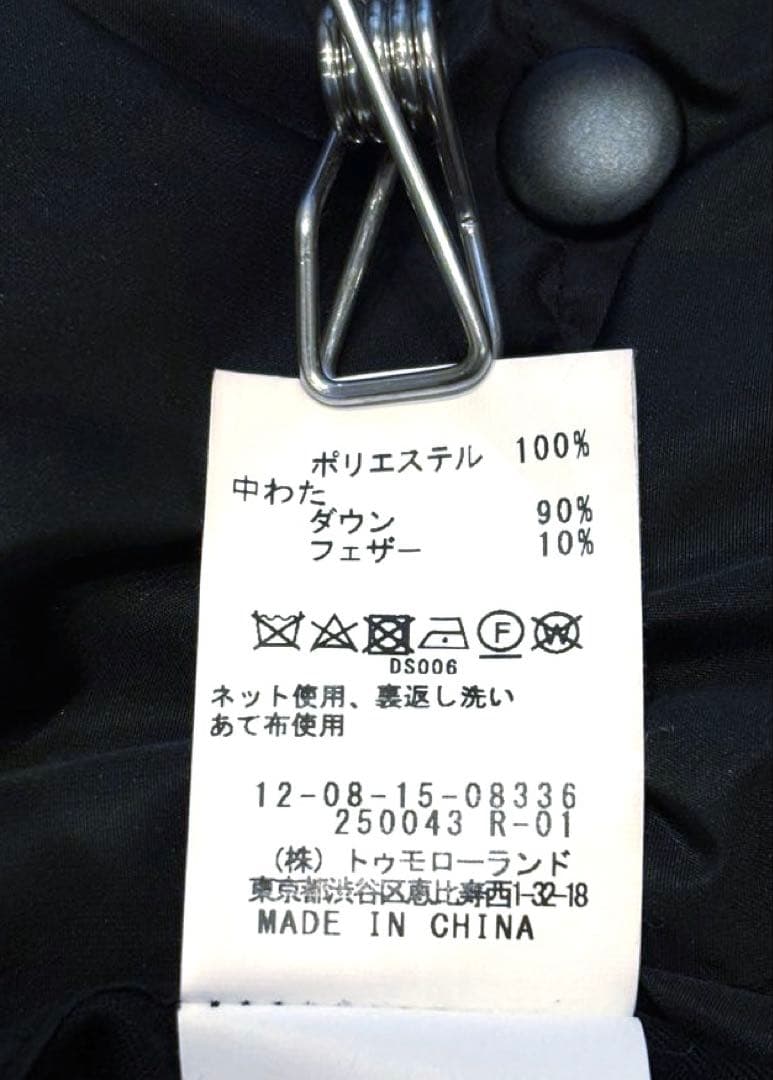 ポリエステル 100%
中わた
ダウン 90%
フェザー 10%
F W
DS006
ネット使用、裏返し洗い
あて布使用
12-08-15-08336
250043 R-01
(株)トゥモローランド
東京都渋谷区恵比寿西1-32-18
MADE IN CHINA